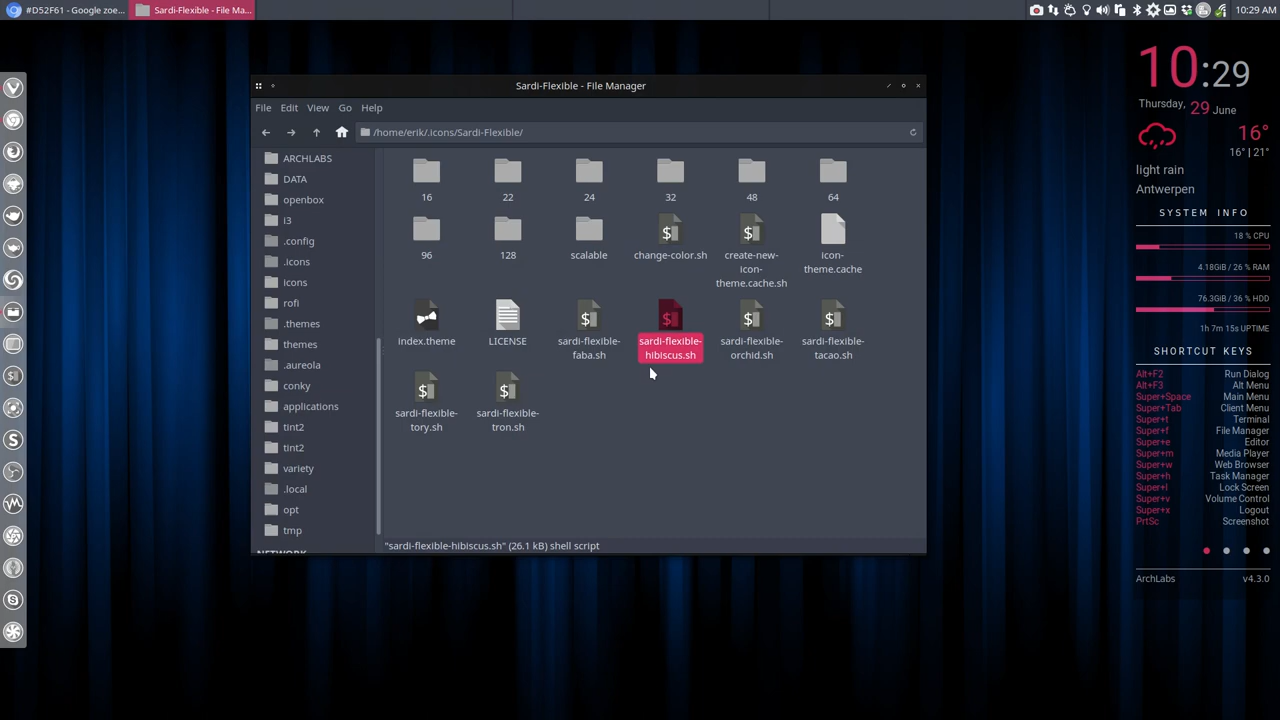 #D52F61 - Google zoe...
Sardi-Flexible - File Ma...
10:29 AM
Sardi-Flexible - File Manager
File Edit View Go Help
/home/erik/.icons/Sardi-Flexible/
ARCHLABS
DATA
openbox
i3
.config
.icons
icons
rofi
.themes
themes
.aureola
conky
applications
tint2
tint2
variety
.local
opt
tmp
NETWORK
16 22 24 32 48 64
96
128
scalable
change-color.sh
create-new-
icon-
theme.cache.sh
icon-
theme.cache
index.theme
LICENSE
sardi-flexible-
faba.sh
sardi-flexible-
hibiscus.sh
sardi-flexible-
orchid.sh
sardi-flexible-
tacao.sh
sardi-flexible-
tory.sh
sardi-flexible-
tron.sh
"sardi-flexible-hibiscus.sh" (26.1 kB) shell script
10:29
Thursday, 29 June
16°
16° | 21°
light rain
Antwerpen
SYSTEM INFO
18 % CPU
4.18GiB / 26 % RAM
76.3GiB / 36 % HDD
1h 7m 15s UPTIME
SHORTCUT KEYS
Alt+F2 Run Dialog
Alt+F3 Alt Menu
Super+Space Main Menu
Super+Tab Client Menu
Super+t Terminal
Super+f File Manager
Super+e Editor
Super+m Media Player
Super+w Web Browser
Super+h Task Manager
Super+l Lock Screen
Super+v Volume Control
Super+x Logout
PrtSc Screenshot
ArchLabs v4.3.0